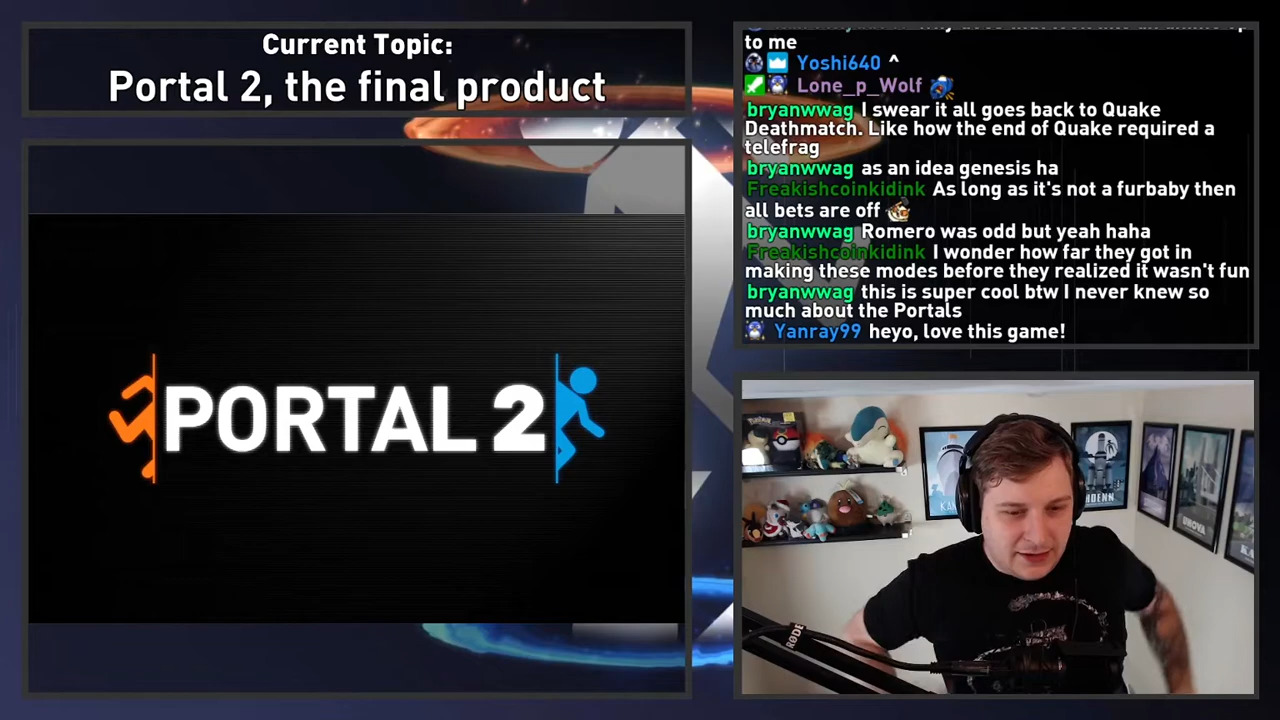 Current Topic:
Portal 2, the final product
PORTAL 2
to me
Yoshi640 ^
Lone_p_Wolf
bryanwwag I swear it all goes back to Quake
Deathmatch. Like how the end of Quake required a
telefrag
bryanwwag as an idea genesis ha
Freakishcoinkidink As long as it's not a furbaby then
all bets are off
bryanwwag Romero was odd but yeah haha
Freakishcoinkidink I wonder how far they got in
making these modes before they realized it wasn't fun
bryanwwag this is super cool btw I never knew so
much about the Portals
Yanray99 heyo, love this game!
UNOVA
RØDE